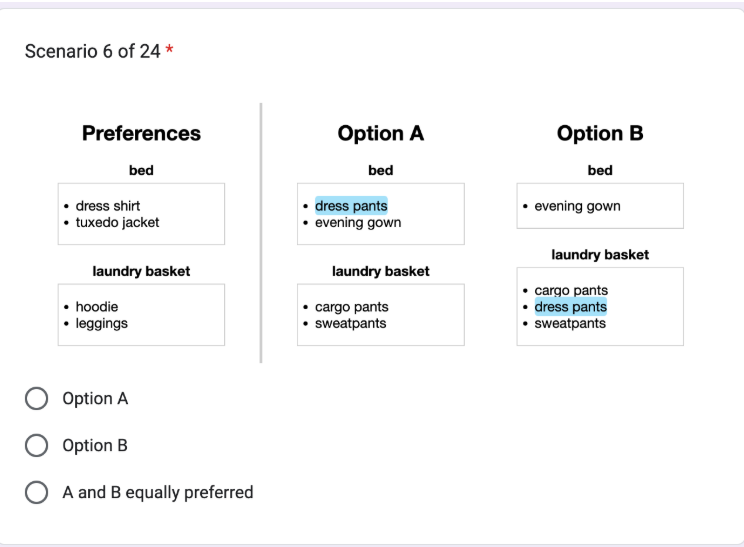 Scenario 6 of 24 *
Preferences
bed
• dress shirt
• tuxedo jacket
laundry basket
• hoodie
• leggings
Option A
bed
• dress pants
• evening gown
laundry basket
• cargo pants
• sweatpants
Option B
bed
• evening gown
laundry basket
• cargo pants
• dress pants
• sweatpants
Option A
Option B
A and B equally preferred